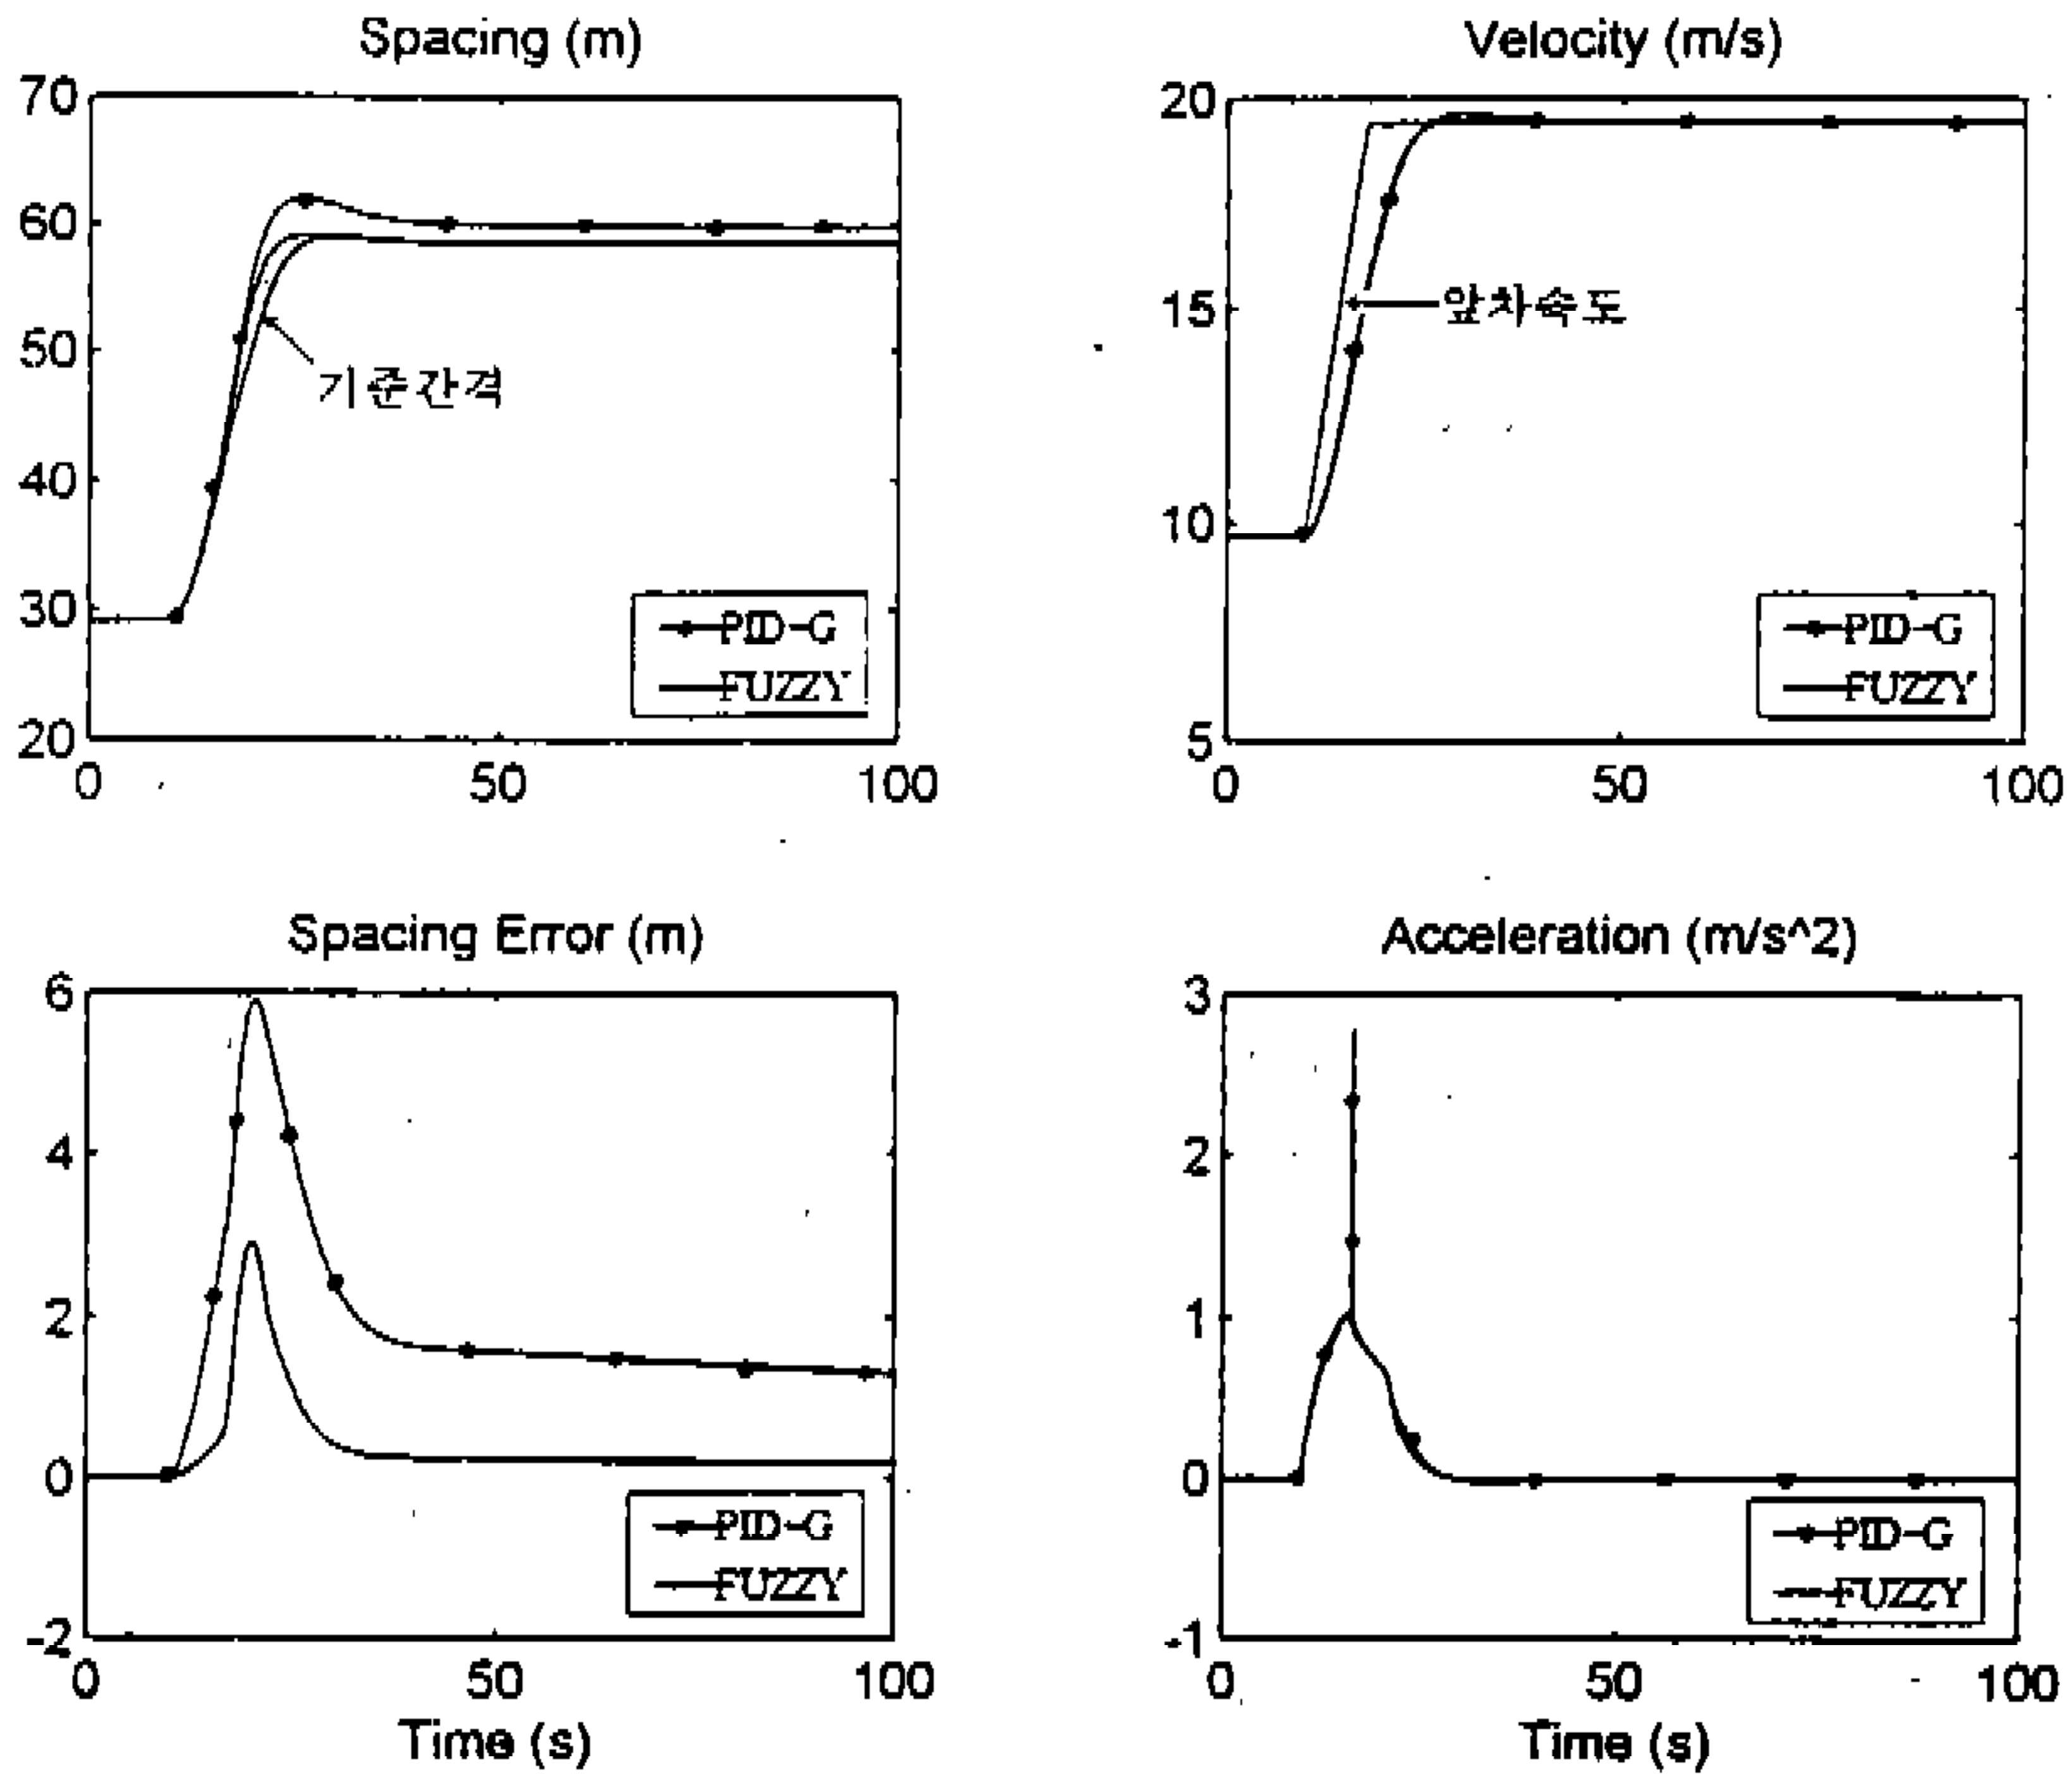 Spacing (m)
70
60
50
40
30
20
0
50
100
기준간격
PID-G
FUZZY
Velocity (m/s)
20
15
10
5
0
50
100
앞차속도
PID-G
FUZZY
Spacing Error (m)
6
4
2
0
-2
0
50
100
Time (s)
PID-G
FUZZY
Acceleration (m/s^2)
3
2
1
0
-1
0
50
100
Time (s)
PID-G
FUZZY